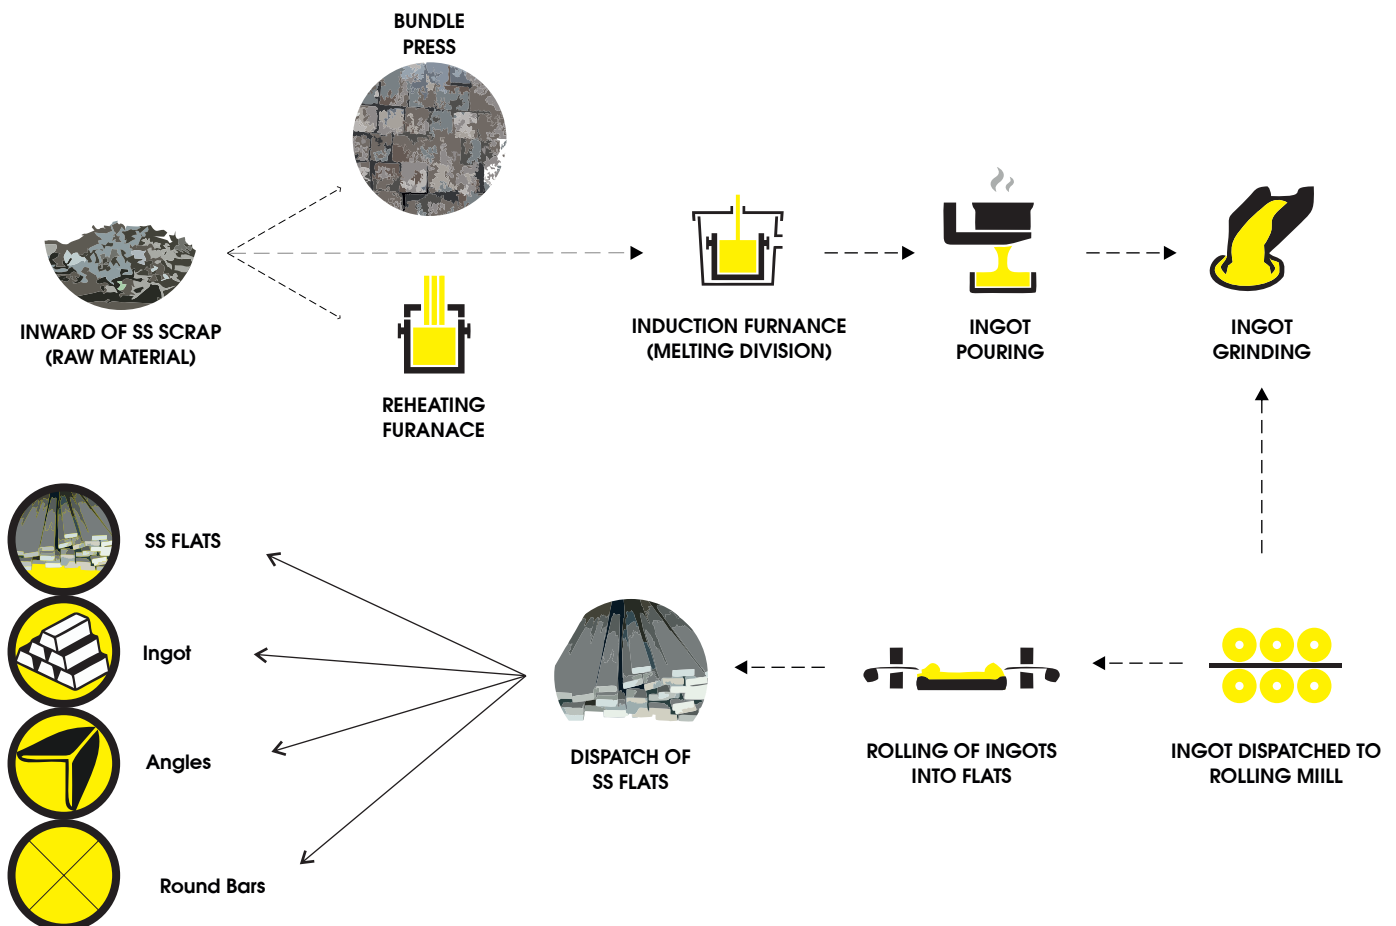 BUNDLE
PRESS
INWARD OF SS SCRAP
(RAW MATERIAL)
REHEATING
FURANACE
INDUCTION FURNANCE
(MELTING DIVISION)
INGOT
POURING
INGOT
GRINDING
SS FLATS
Ingot
Angles
Round Bars
DISPATCH OF
SS FLATS
ROLLING OF INGOTS
INTO FLATS
INGOT DISPATCHED TO
ROLLING MIILL